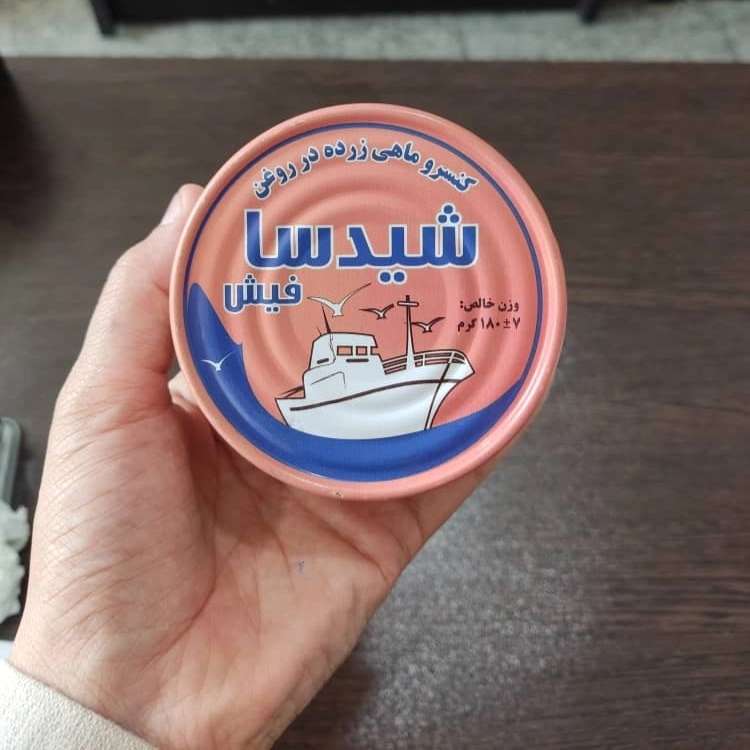 کنسرو ماهی زرده در روغن
شیدسا
فیش
وزن خالص:
۱۸۰±۷ گرم